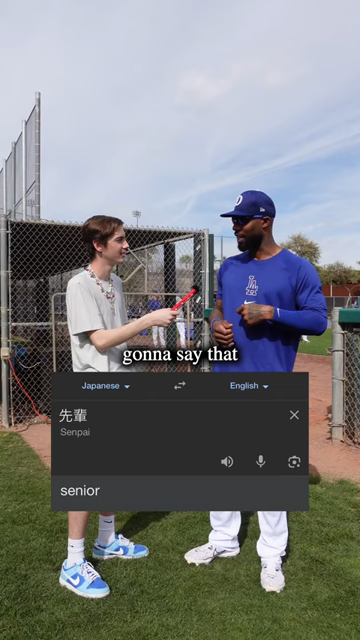 D
LA
gonna say that
Japanese
English
先輩
Senpai
senior